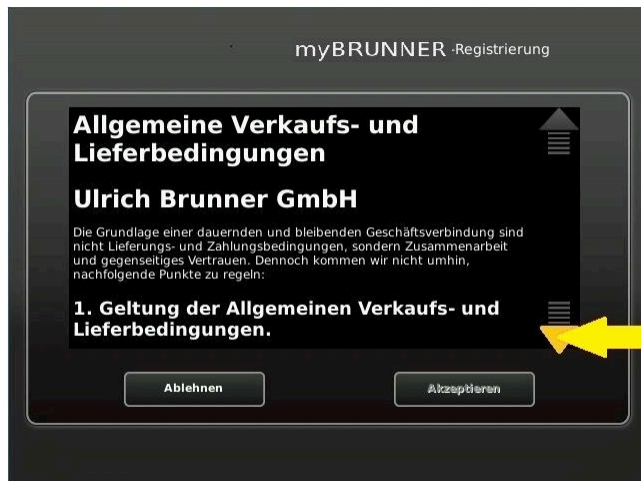 myBRUNNER -Registrierung
Allgemeine Verkaufs- und
Lieferbedingungen
Ulrich Brunner GmbH
Die Grundlage einer dauernden und bleibenden Geschäftsverbindung sind
nicht Lieferungs- und Zahlungsbedingungen, sondern Zusammenarbeit
und gegenseitiges Vertrauen. Dennoch kommen wir nicht umhin,
nachfolgende Punkte zu regeln:
1. Geltung der Allgemeinen Verkaufs- und
Lieferbedingungen.
Ablehnen
Akzeptieren